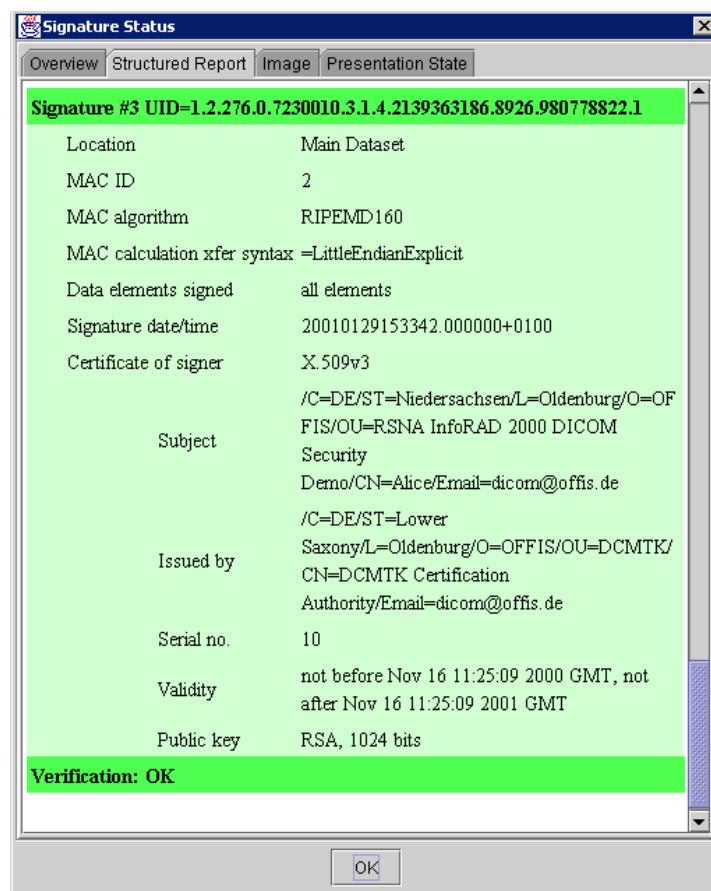 Signature Status
Overview Structured Report Image Presentation State
Signature #3 UID=1.2.276.0.7230010.3.1.4.2139363186.8926.980778822.1
Location Main Dataset
MAC ID 2
MAC algorithm RIPEMD160
MAC calculation xfer syntax =LittleEndianExplicit
Data elements signed all elements
Signature date/time 20010129153342.000000+0100
Certificate of signer X.509v3
Subject
/C=DE/ST=Niedersachsen/L=Oldenburg/O=OF
FIS/OU=RSNA InfoRAD 2000 DICOM
Security
Demo/CN=Alice/Email=dicom@offis.de
Issued by
/C=DE/ST=Lower
Saxony/L=Oldenburg/O=OFFIS/OU=DCMTK/
CN=DCMTK Certification
Authority/Email=dicom@offis.de
Serial no. 10
Validity
not before Nov 16 11:25:09 2000 GMT, not
after Nov 16 11:25:09 2001 GMT
Public key RSA, 1024 bits
Verification: OK
OK